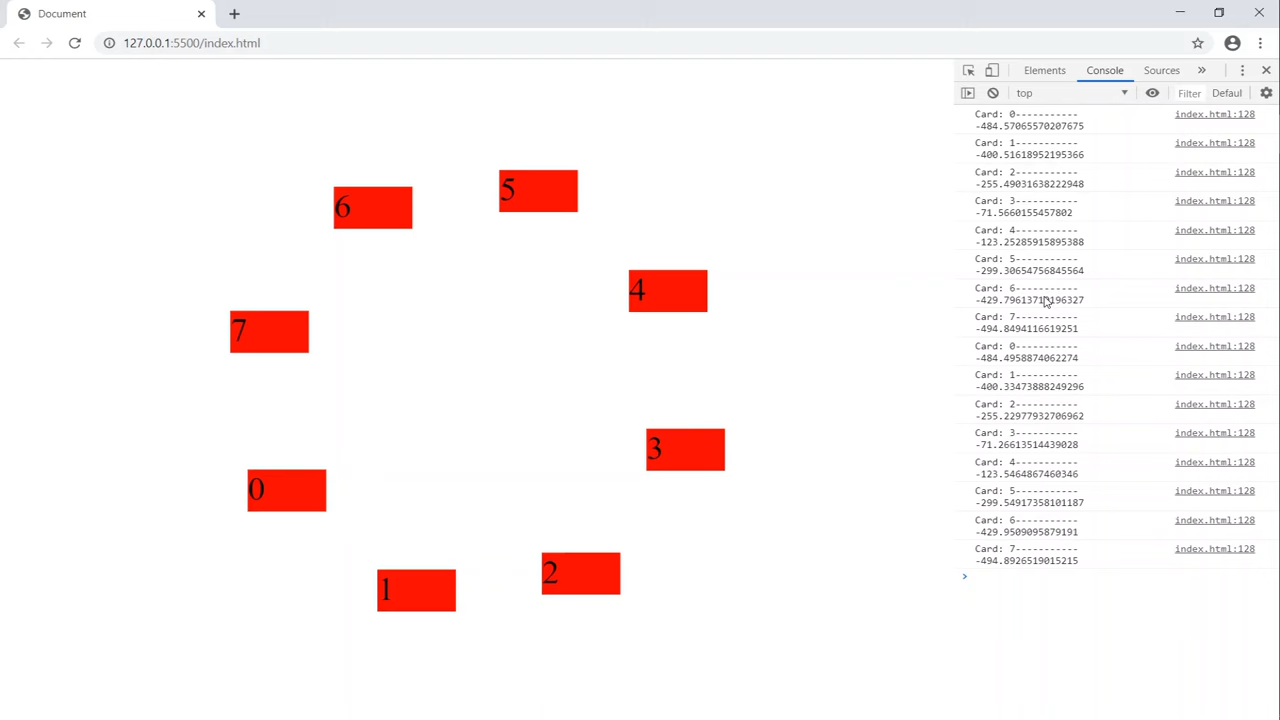 Document
127.0.0.1:5500/index.html
Elements Console Sources »
top Filter Defaul
Card: 0----------- index.html:128
-484.57065570207675
Card: 1----------- index.html:128
-400.51618952195366
Card: 2----------- index.html:128
-255.49031638222948
Card: 3----------- index.html:128
-71.5660155457802
Card: 4----------- index.html:128
-123.25285915895388
Card: 5----------- index.html:128
-299.30654756845564
Card: 6----------- index.html:128
Card: 7----------- index.html:128
-494.8494116619251
Card: 0----------- index.html:128
-484.4958874062274
Card: 1----------- index.html:128
-400.33473888249296
Card: 2----------- index.html:128
-255.22977932706962
Card: 3----------- index.html:128
-71.26613514439028
Card: 4----------- index.html:128
-123.5464867460346
Card: 5----------- index.html:128
-299.54917358101187
Card: 6----------- index.html:128
-429.9509095879191
Card: 7----------- index.html:128
-494.8926519015215
>
5
6
4
7
3
0
2
1